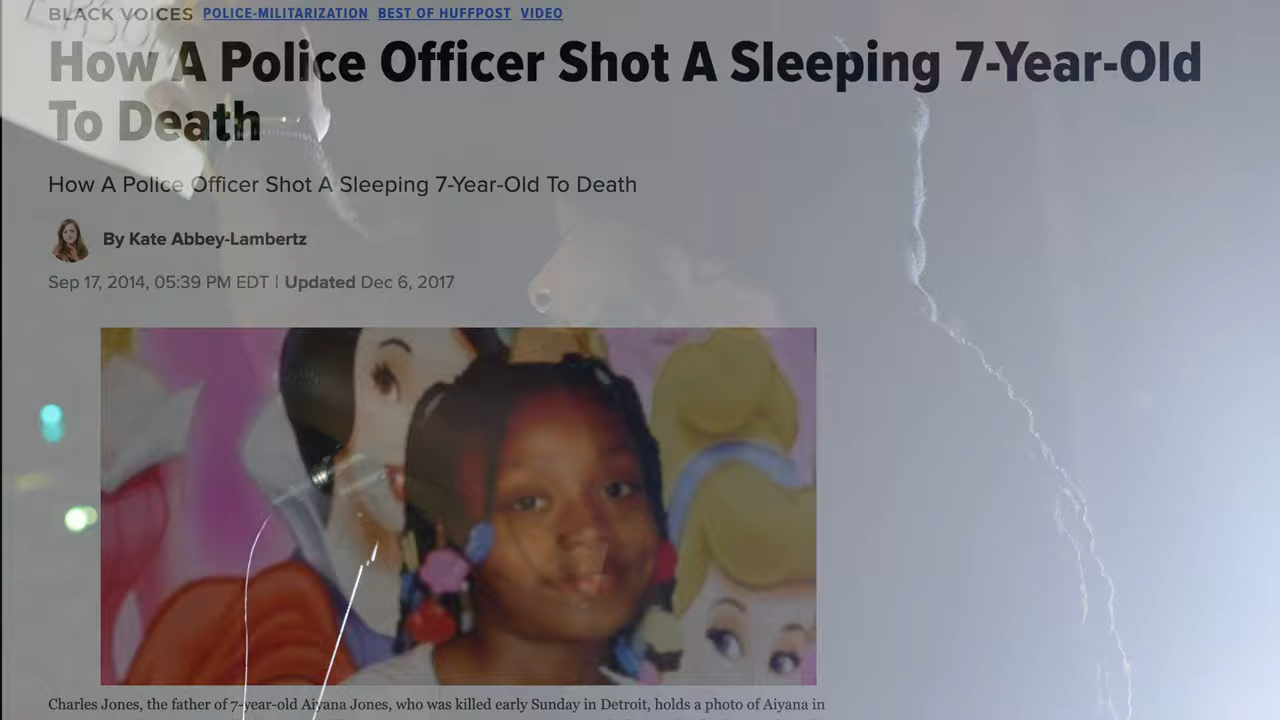 BLACK VOICES POLICE-MILITARIZATION BEST OF HUFFPOST VIDEO
How A Police Officer Shot A Sleeping 7-Year-Old
To Death
How A Police Officer Shot A Sleeping 7-Year-Old To Death
By Kate Abbey-Lambertz
Sep 17, 2014, 05:39 PM EDT | Updated Dec 6, 2017
Charles Jones, the father of 7-year-old Aiyana Jones, who was killed early Sunday in Detroit, holds a photo of Aiyana in